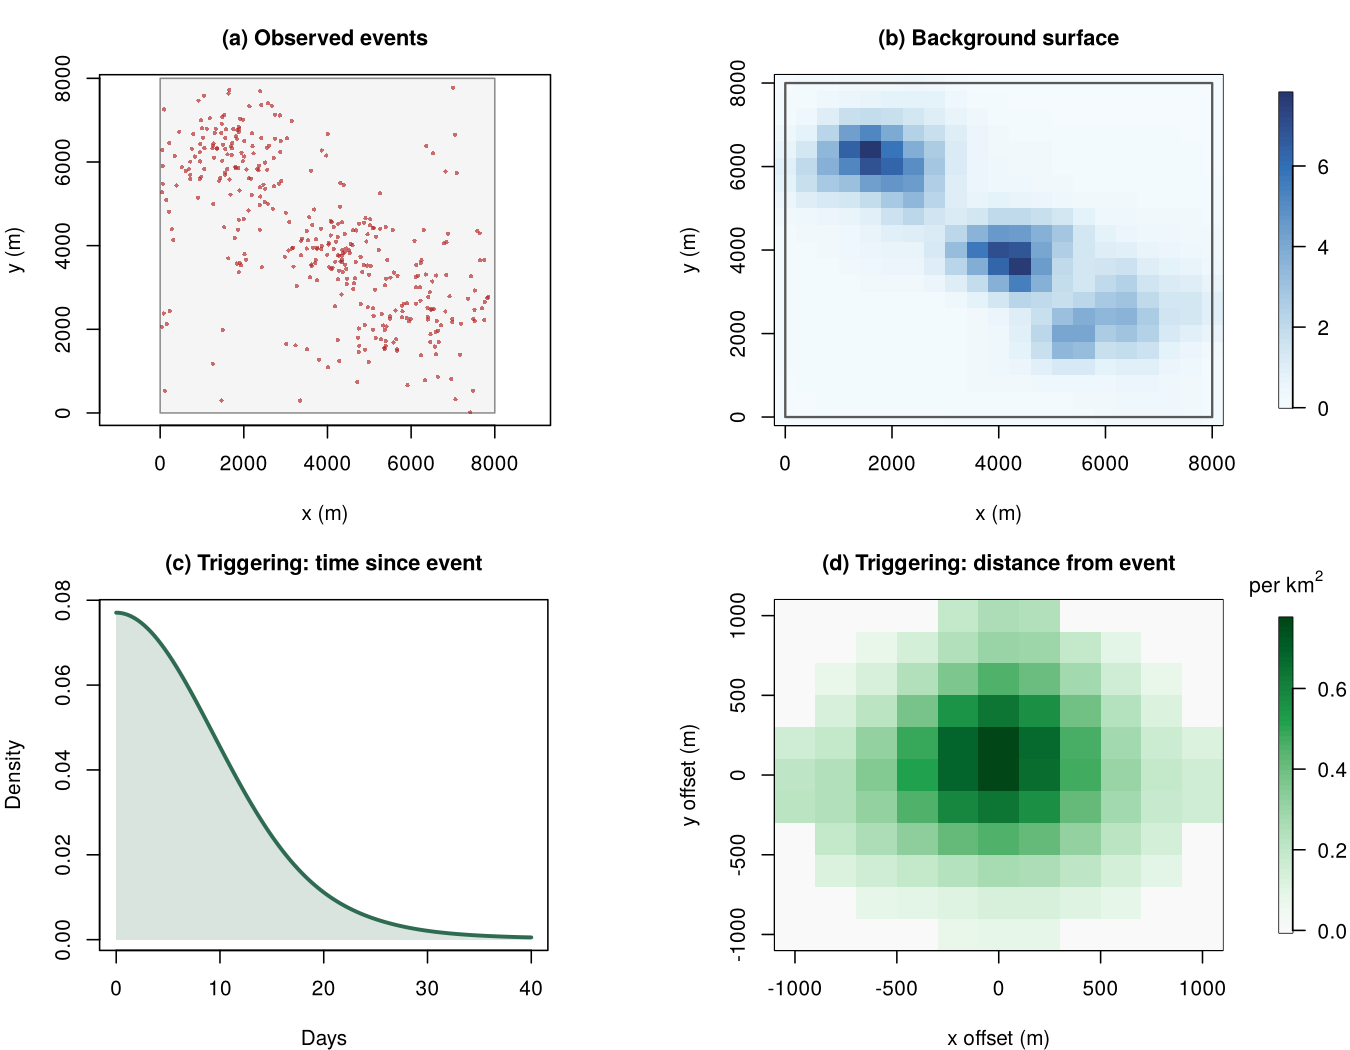 (a) Observed events
8000
6000
4000
2000
0
y (m)
0 2000 4000 6000 8000
x (m)
(b) Background surface
8000
6000
4000
2000
0
y (m)
0 2000 4000 6000 8000
x (m)
6
4
2
0
(c) Triggering: time since event
0.08
0.06
0.04
0.02
0.00
Density
0 10 20 30 40
Days
(d) Triggering: distance from event
1000
500
0
-500
-1000
y offset (m)
-1000 -500 0 500 1000
x offset (m)
per km²
0.6
0.4
0.2
0.0